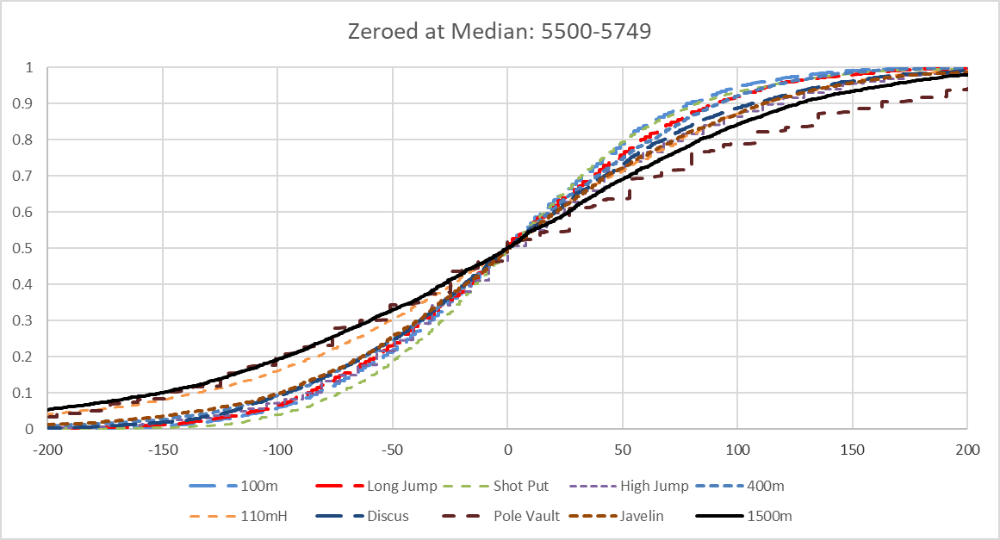 Zeroed at Median: 5500-5749
1
0.9
0.8
0.7
0.6
0.5
0.4
0.3
0.2
0.1
0
-200 -150 -100 -50 0 50 100 150 200
100m Long Jump Shot Put High Jump 400m
110mH Discus Pole Vault Javelin 1500m